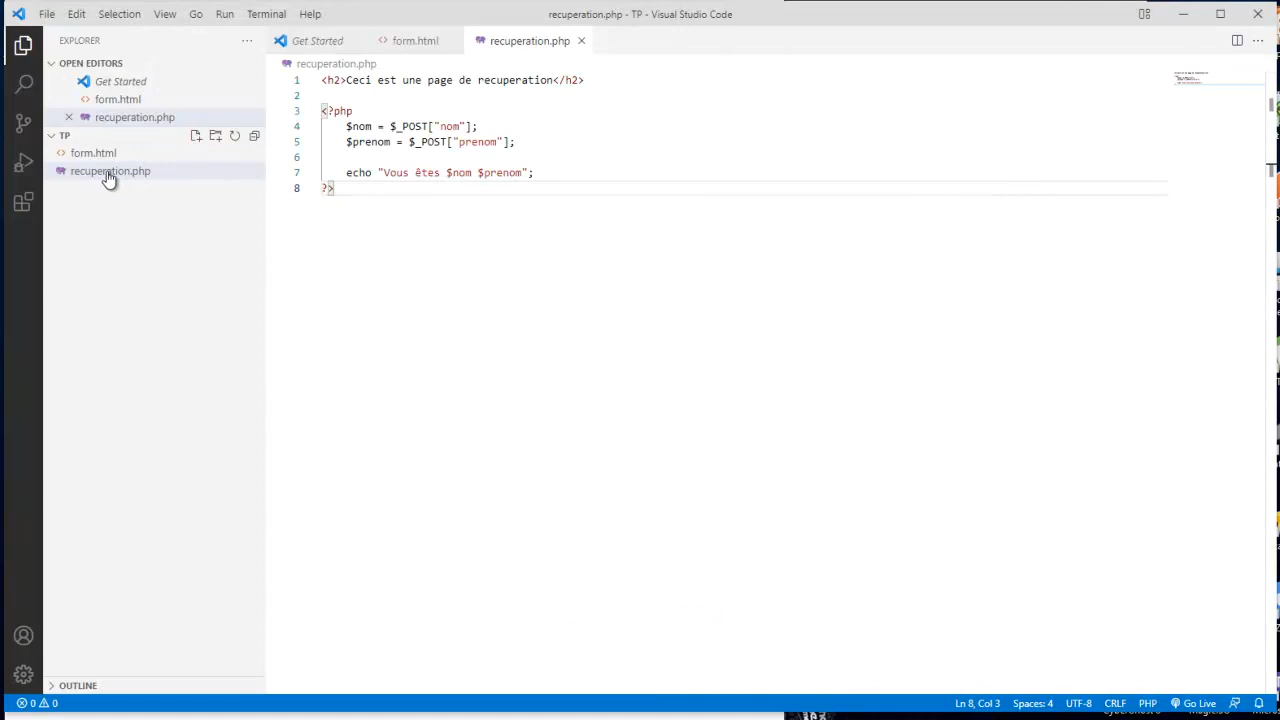 File Edit Selection View Go Run Terminal Help recuperation.php - TP - Visual Studio Code
EXPLORER
OPEN EDITORS
Get Started
form.html
recuperation.php
TP
form.html
recuperation.php
OUTLINE
Get Started form.html recuperation.php
recuperation.php
1 <h2>Ceci est une page de recuperation</h2>
2
3 <?php
4 $nom = $_POST["nom"];
5 $prenom = $_POST["prenom"];
6
7 echo "Vous êtes $nom $prenom";
8 ?>
0 0 Ln 8, Col 3 Spaces: 4 UTF-8 CRLF PHP Go Live